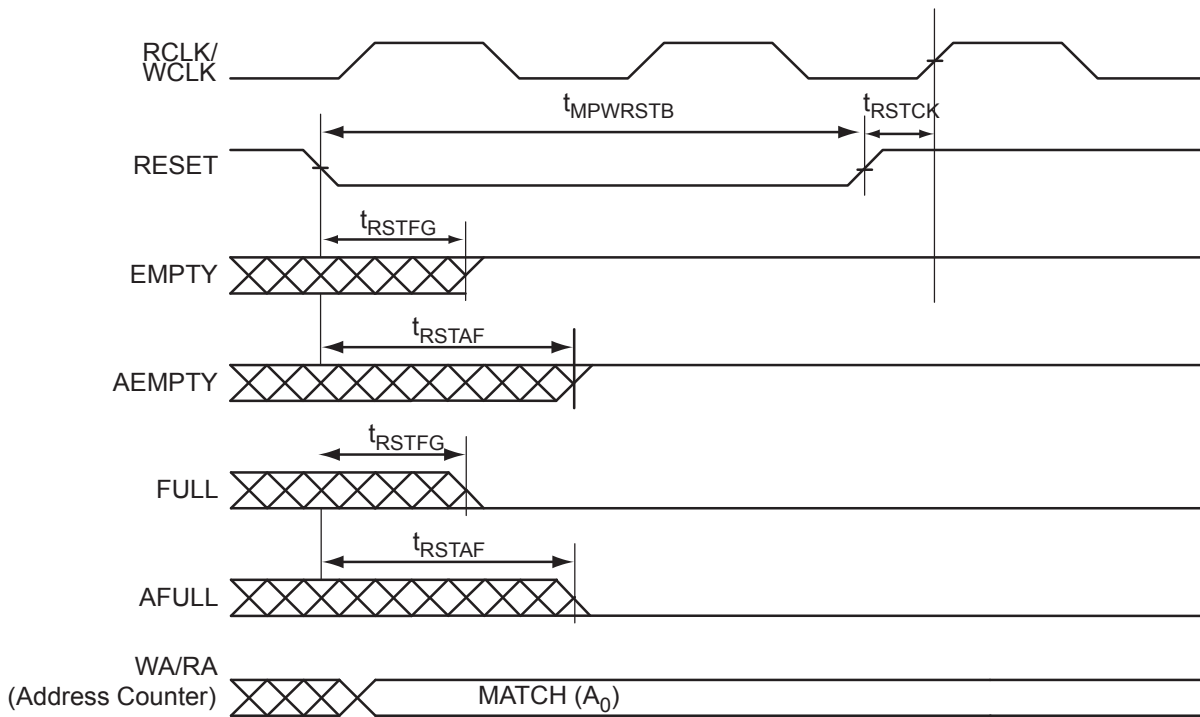 RCLK/
WCLK
tMPWRSTB
tRSTCK
RESET
tRSTFG
EMPTY
tRSTAF
AEMPTY
tRSTFG
FULL
tRSTAF
AFULL
WA/RA
(Address Counter)
MATCH (A0)